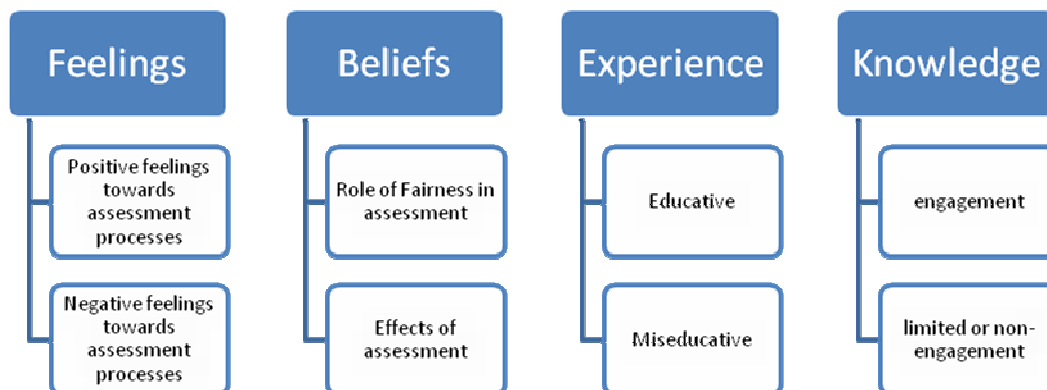 Feelings
Positive feelings
towards
assessment
processes
Negative feelings
towards
assessment
processes
Beliefs
Role of Fairness in
assessment
Effects of
assessment
Experience
Educative
Miseducative
Knowledge
engagement
limited or non-
engagement